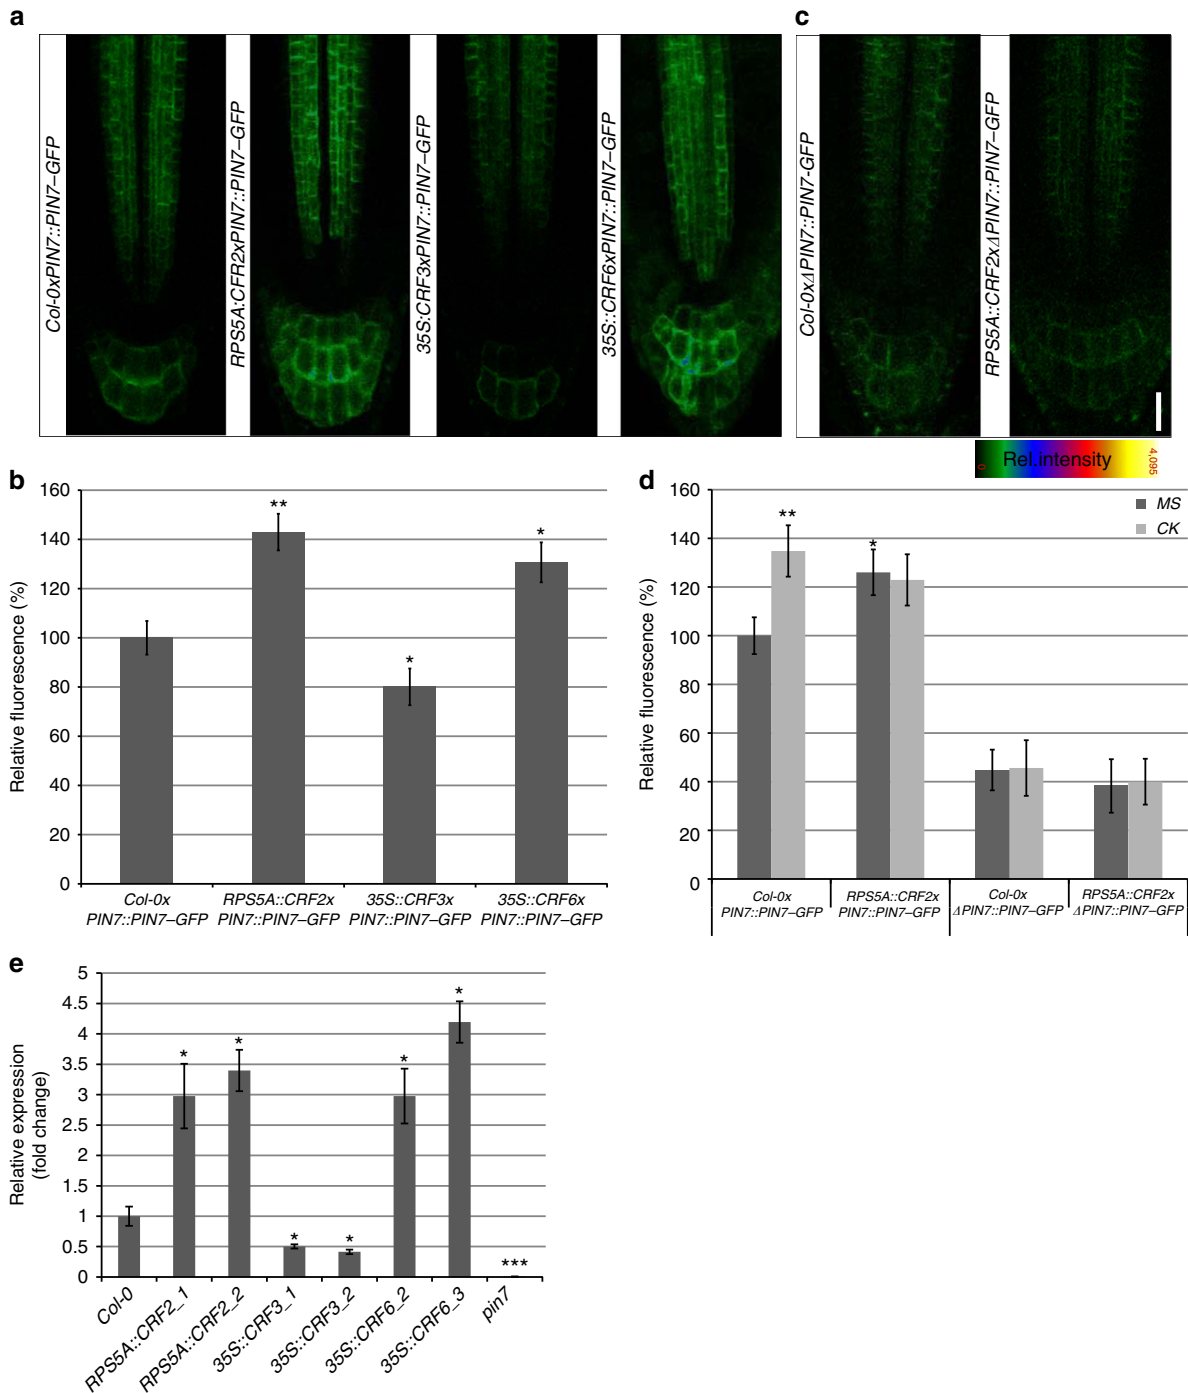 a
c
Col-0xPIN7::PIN7–GFP
RPS5A:CFR2xPIN7::PIN7–GFP
35S:CRF3xPIN7::PIN7–GFP
35S::CRF6xPIN7::PIN7–GFP
Col-0xΔPIN7::PIN7-GFP
RPS5A::CRF2xΔPIN7::PIN7–GFP
0
Rel.intensity
4,095
b
Relative fluorescence (%)
160
140
120
100
80
60
40
20
0
**
*
*
Col-0x
PIN7::PIN7–GFP
RPS5A::CRF2x
PIN7::PIN7–GFP
35S::CRF3x
PIN7::PIN7–GFP
35S::CRF6x
PIN7::PIN7–GFP
d
Relative fluorescence (%)
160
140
120
100
80
60
40
20
0
MS
CK
**
*
Col-0x
PIN7::PIN7–GFP
RPS5A::CRF2x
PIN7::PIN7–GFP
Col-0x
ΔPIN7::PIN7–GFP
RPS5A::CRF2x
ΔPIN7::PIN7–GFP
e
Relative expression
(fold change)
5
4.5
4
3.5
3
2.5
2
1.5
1
0.5
0
*
*
*
*
*
*
***
Col-0
RPS5A::CRF2_1
RPS5A::CRF2_2
35S::CRF3_1
35S::CRF3_2
35S::CRF6_2
35S::CRF6_3
pin7